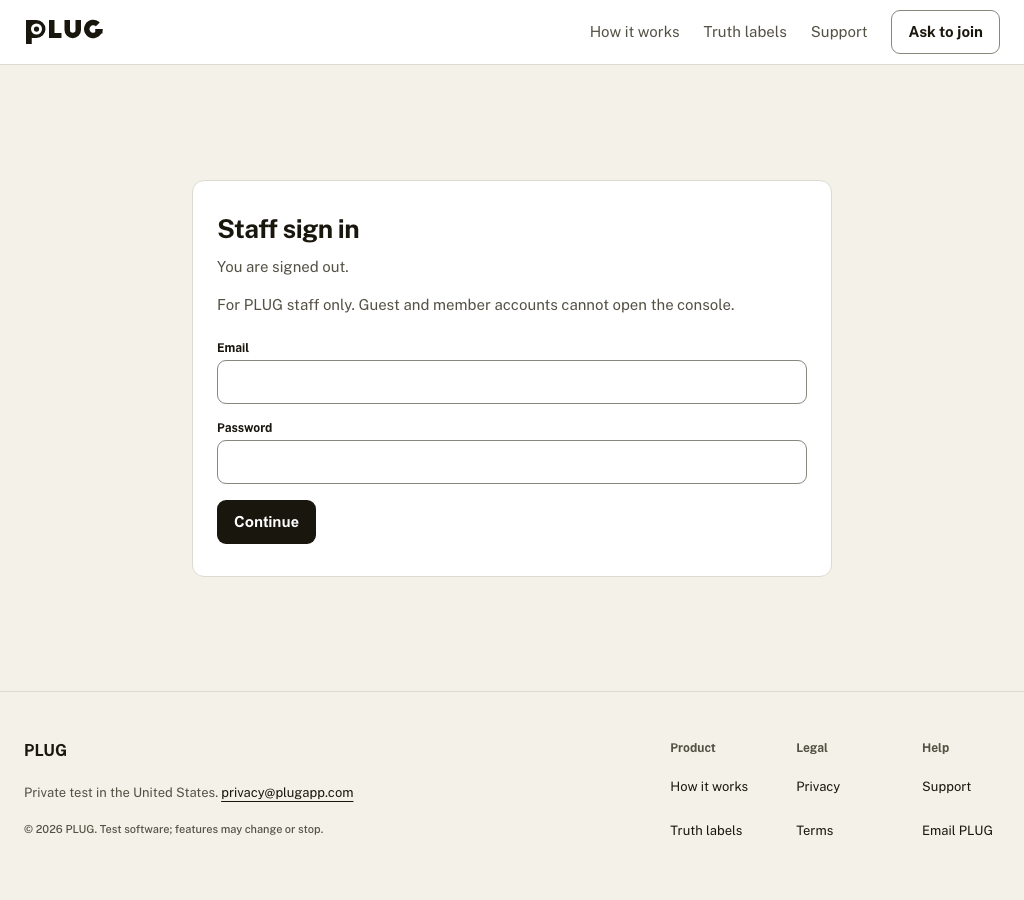 PLUG
How it works
Truth labels
Support
Ask to join
Staff sign in
You are signed out.
For PLUG staff only. Guest and member accounts cannot open the console.
Email
Password
Continue
PLUG
Private test in the United States. privacy@plugapp.com
© 2026 PLUG. Test software; features may change or stop.
Product
How it works
Truth labels
Legal
Privacy
Terms
Help
Support
Email PLUG